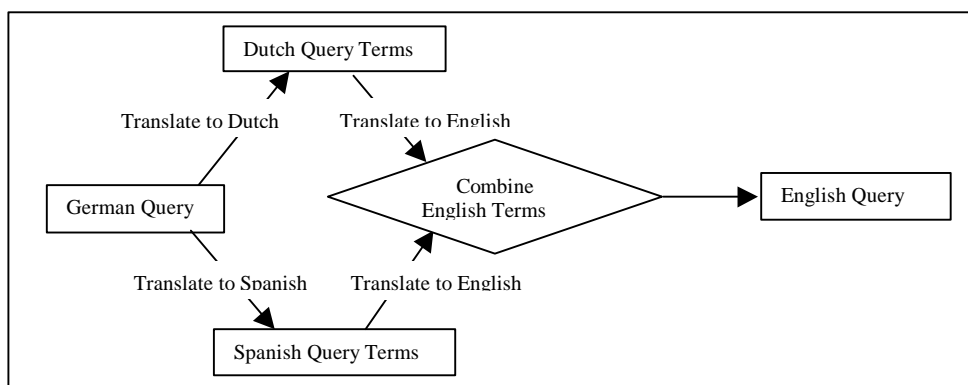 Dutch Query Terms
Translate to Dutch
Translate to English
German Query
Combine
English Terms
English Query
Translate to Spanish
Translate to English
Spanish Query Terms